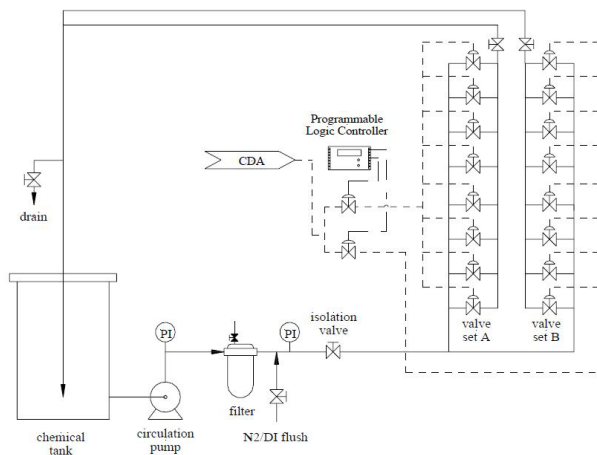 Programmable
Logic Controller
CDA
drain
PI
PI
isolation
valve
valve
set A
valve
set B
filter
N2/DI flush
chemical
tank
circulation
pump